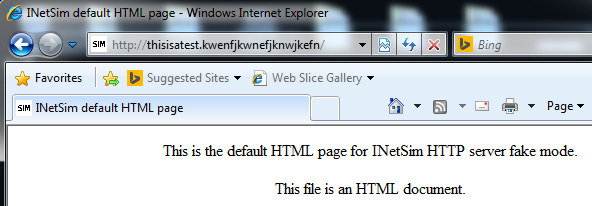 INetSim default HTML page - Windows Internet Explorer
SIM http://thisisatest.kwenfjkwnefjknwjkefn/ Bing
Favorites Suggested Sites Web Slice Gallery
SIM INetSim default HTML page Page
This is the default HTML page for INetSim HTTP server fake mode.
This file is an HTML document.